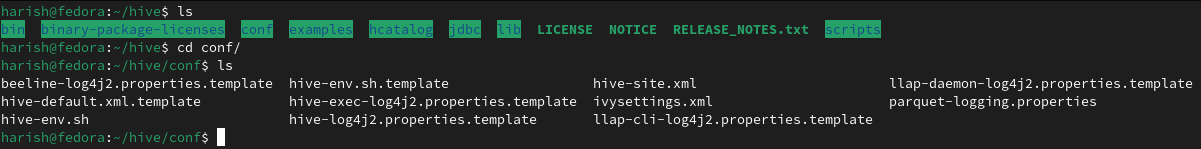 harish@fedora:~/hive$ ls
bin  binary-package-licenses  conf  examples  hcatalog  jdbc  lib  LICENSE  NOTICE  RELEASE_NOTES.txt  scripts
harish@fedora:~/hive$ cd conf/
harish@fedora:~/hive/conf$ ls
beeline-log4j2.properties.template  hive-env.sh.template  hive-site.xml  llap-daemon-log4j2.properties.template
hive-default.xml.template  hive-exec-log4j2.properties.template  ivysettings.xml  parquet-logging.properties
hive-env.sh  hive-log4j2.properties.template  llap-cli-log4j2.properties.template
harish@fedora:~/hive/conf$